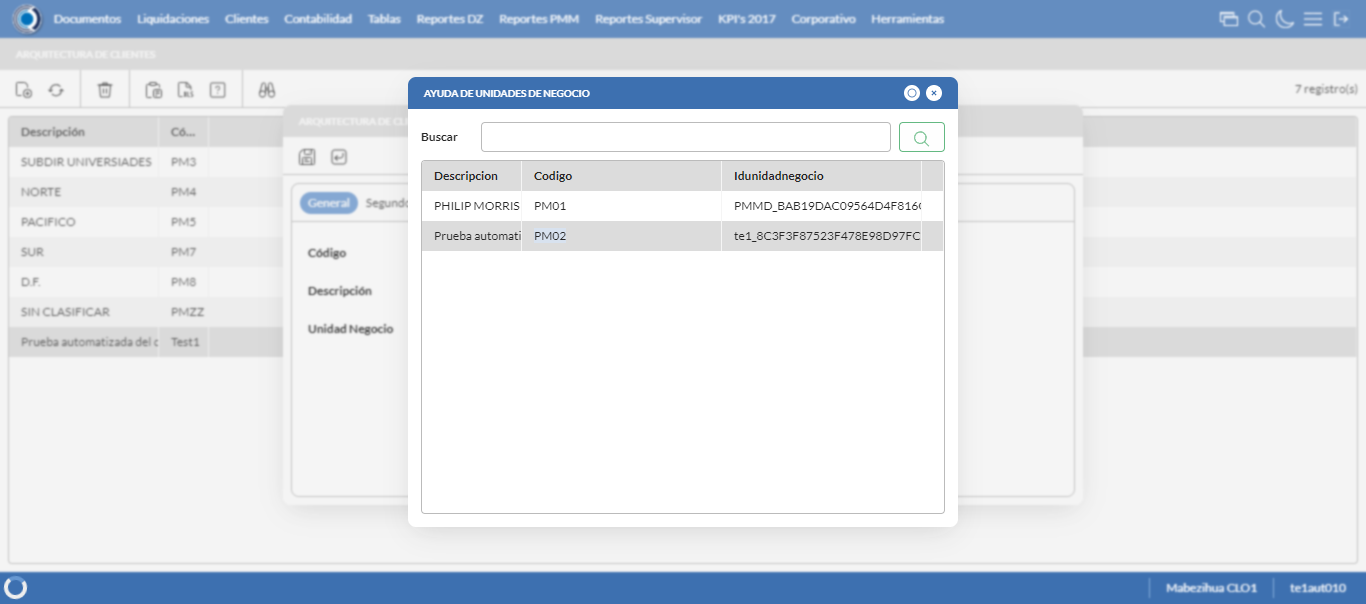 Documentos Liquidaciones Clientes Contabilidad Tablas Reportes DZ Reportes PMM Reportes Supervisor KPI's 2017 Corporativo Herramientas
ARQUITECTURA DE CLIENTES
7 registro(s)
AYUDA DE UNIDADES DE NEGOCIO
Buscar
Descripcion Codigo Idunidadnegocio
PHILIP MORRIS PM01 PMMD_BAB19DAC09564D4F816
Prueba automati PM02 te1_8C3F3F87523F478E98D97FC
Descripción Có...
SUBDIR UNIVERSIADES PM3
NORTE PM4
PACIFICO PM5
SUR PM7
D.F. PM8
SIN CLASIFICAR PMZZ
Prueba automatizada del c Test1
ARQUITECTURA DE CLI
General Segundo
Código
Descripción
Unidad Negocio
Mabezihua CLO1 te1aut010